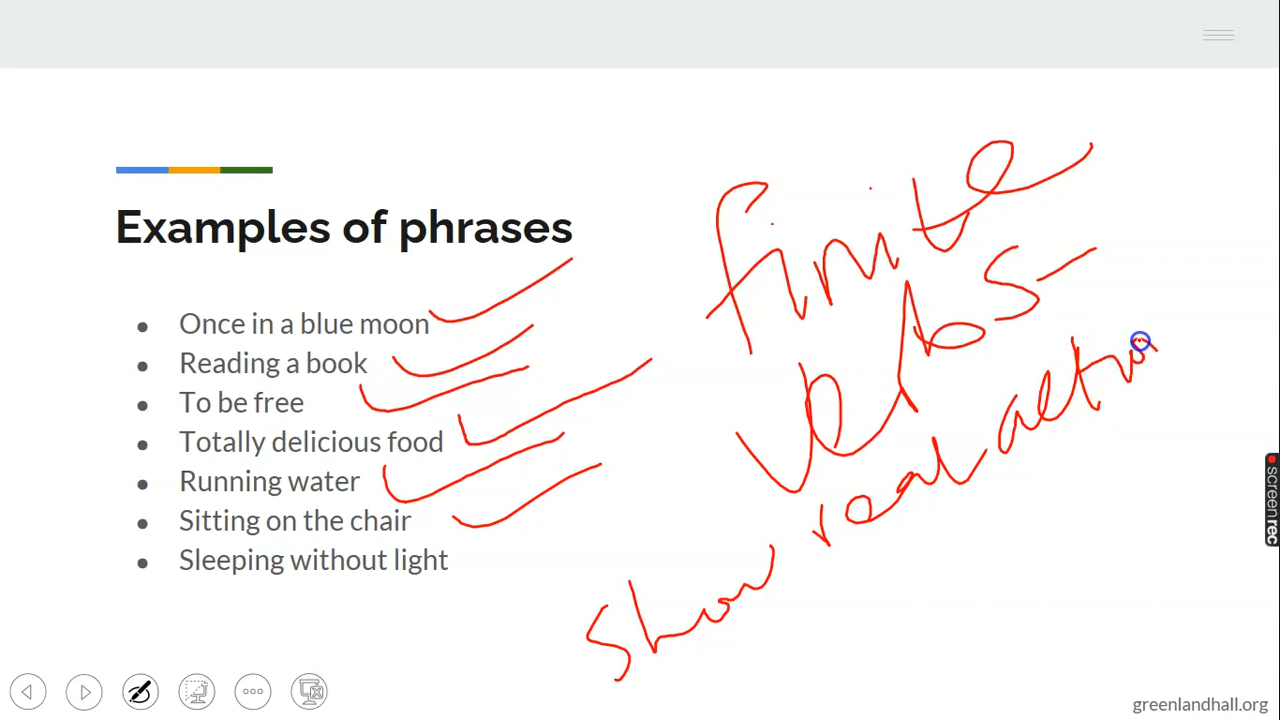 Examples of phrases
Once in a blue moon
Reading a book
To be free
Totally delicious food
Running water
Sitting on the chair
Sleeping without light
finite
verbs-
show real actio
SCREENREC
greenlandhall.org